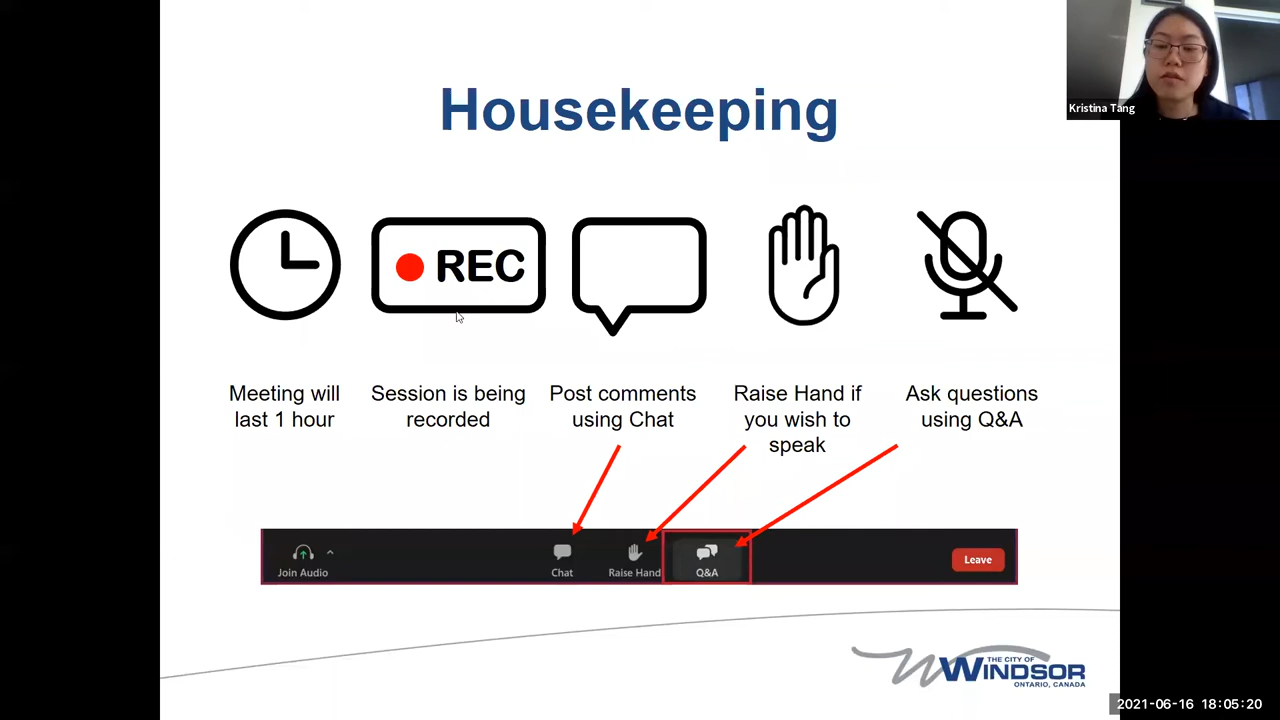 Kristina Tang
Housekeeping
REC
Meeting will
last 1 hour
Session is being
recorded
Post comments
using Chat
Raise Hand if
you wish to
speak
Ask questions
using Q&A
Join Audio
Chat
Raise Hand
Q&A
Leave
THE CITY OF
WINDSOR
ONTARIO, CANADA
2021-06-16 18:05:20